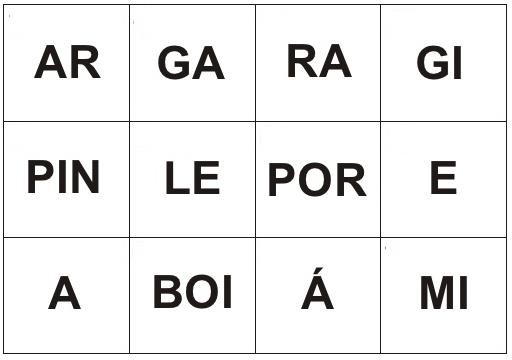 AR GA RA GI
PIN LE POR E
A BOI Á MI